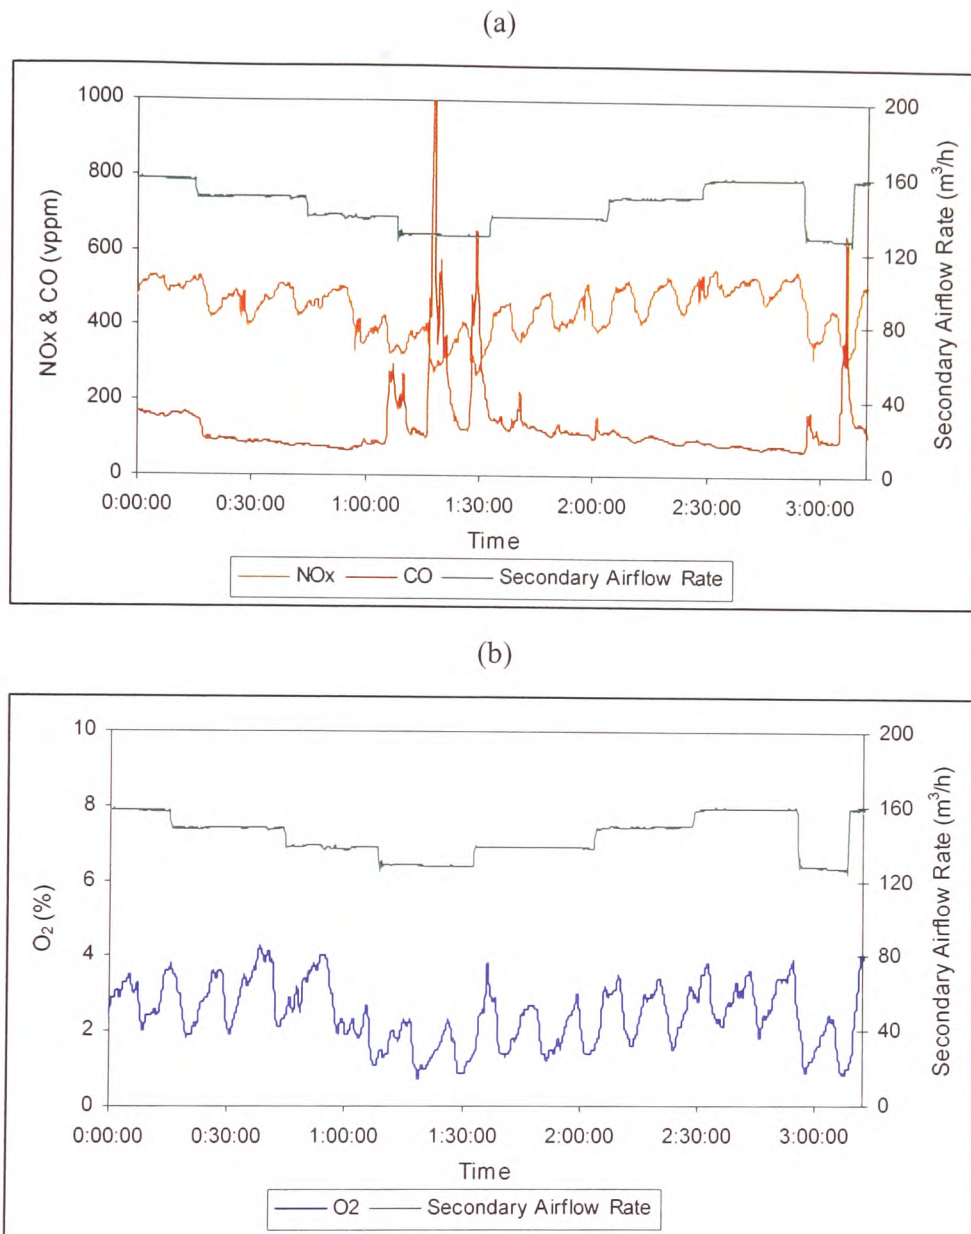 (a)
NOx & CO (vppm)
1000
800
600
400
200
0
200
160
120
80
40
0
Secondary Airflow Rate (m³/h)
0:00:00 0:30:00 1:00:00 1:30:00 2:00:00 2:30:00 3:00:00
Time
NOx CO Secondary Airflow Rate
(b)
O₂ (%)
10
8
6
4
2
0
200
160
120
80
40
0
Secondary Airflow Rate (m³/h)
0:00:00 0:30:00 1:00:00 1:30:00 2:00:00 2:30:00 3:00:00
Time
O2 Secondary Airflow Rate